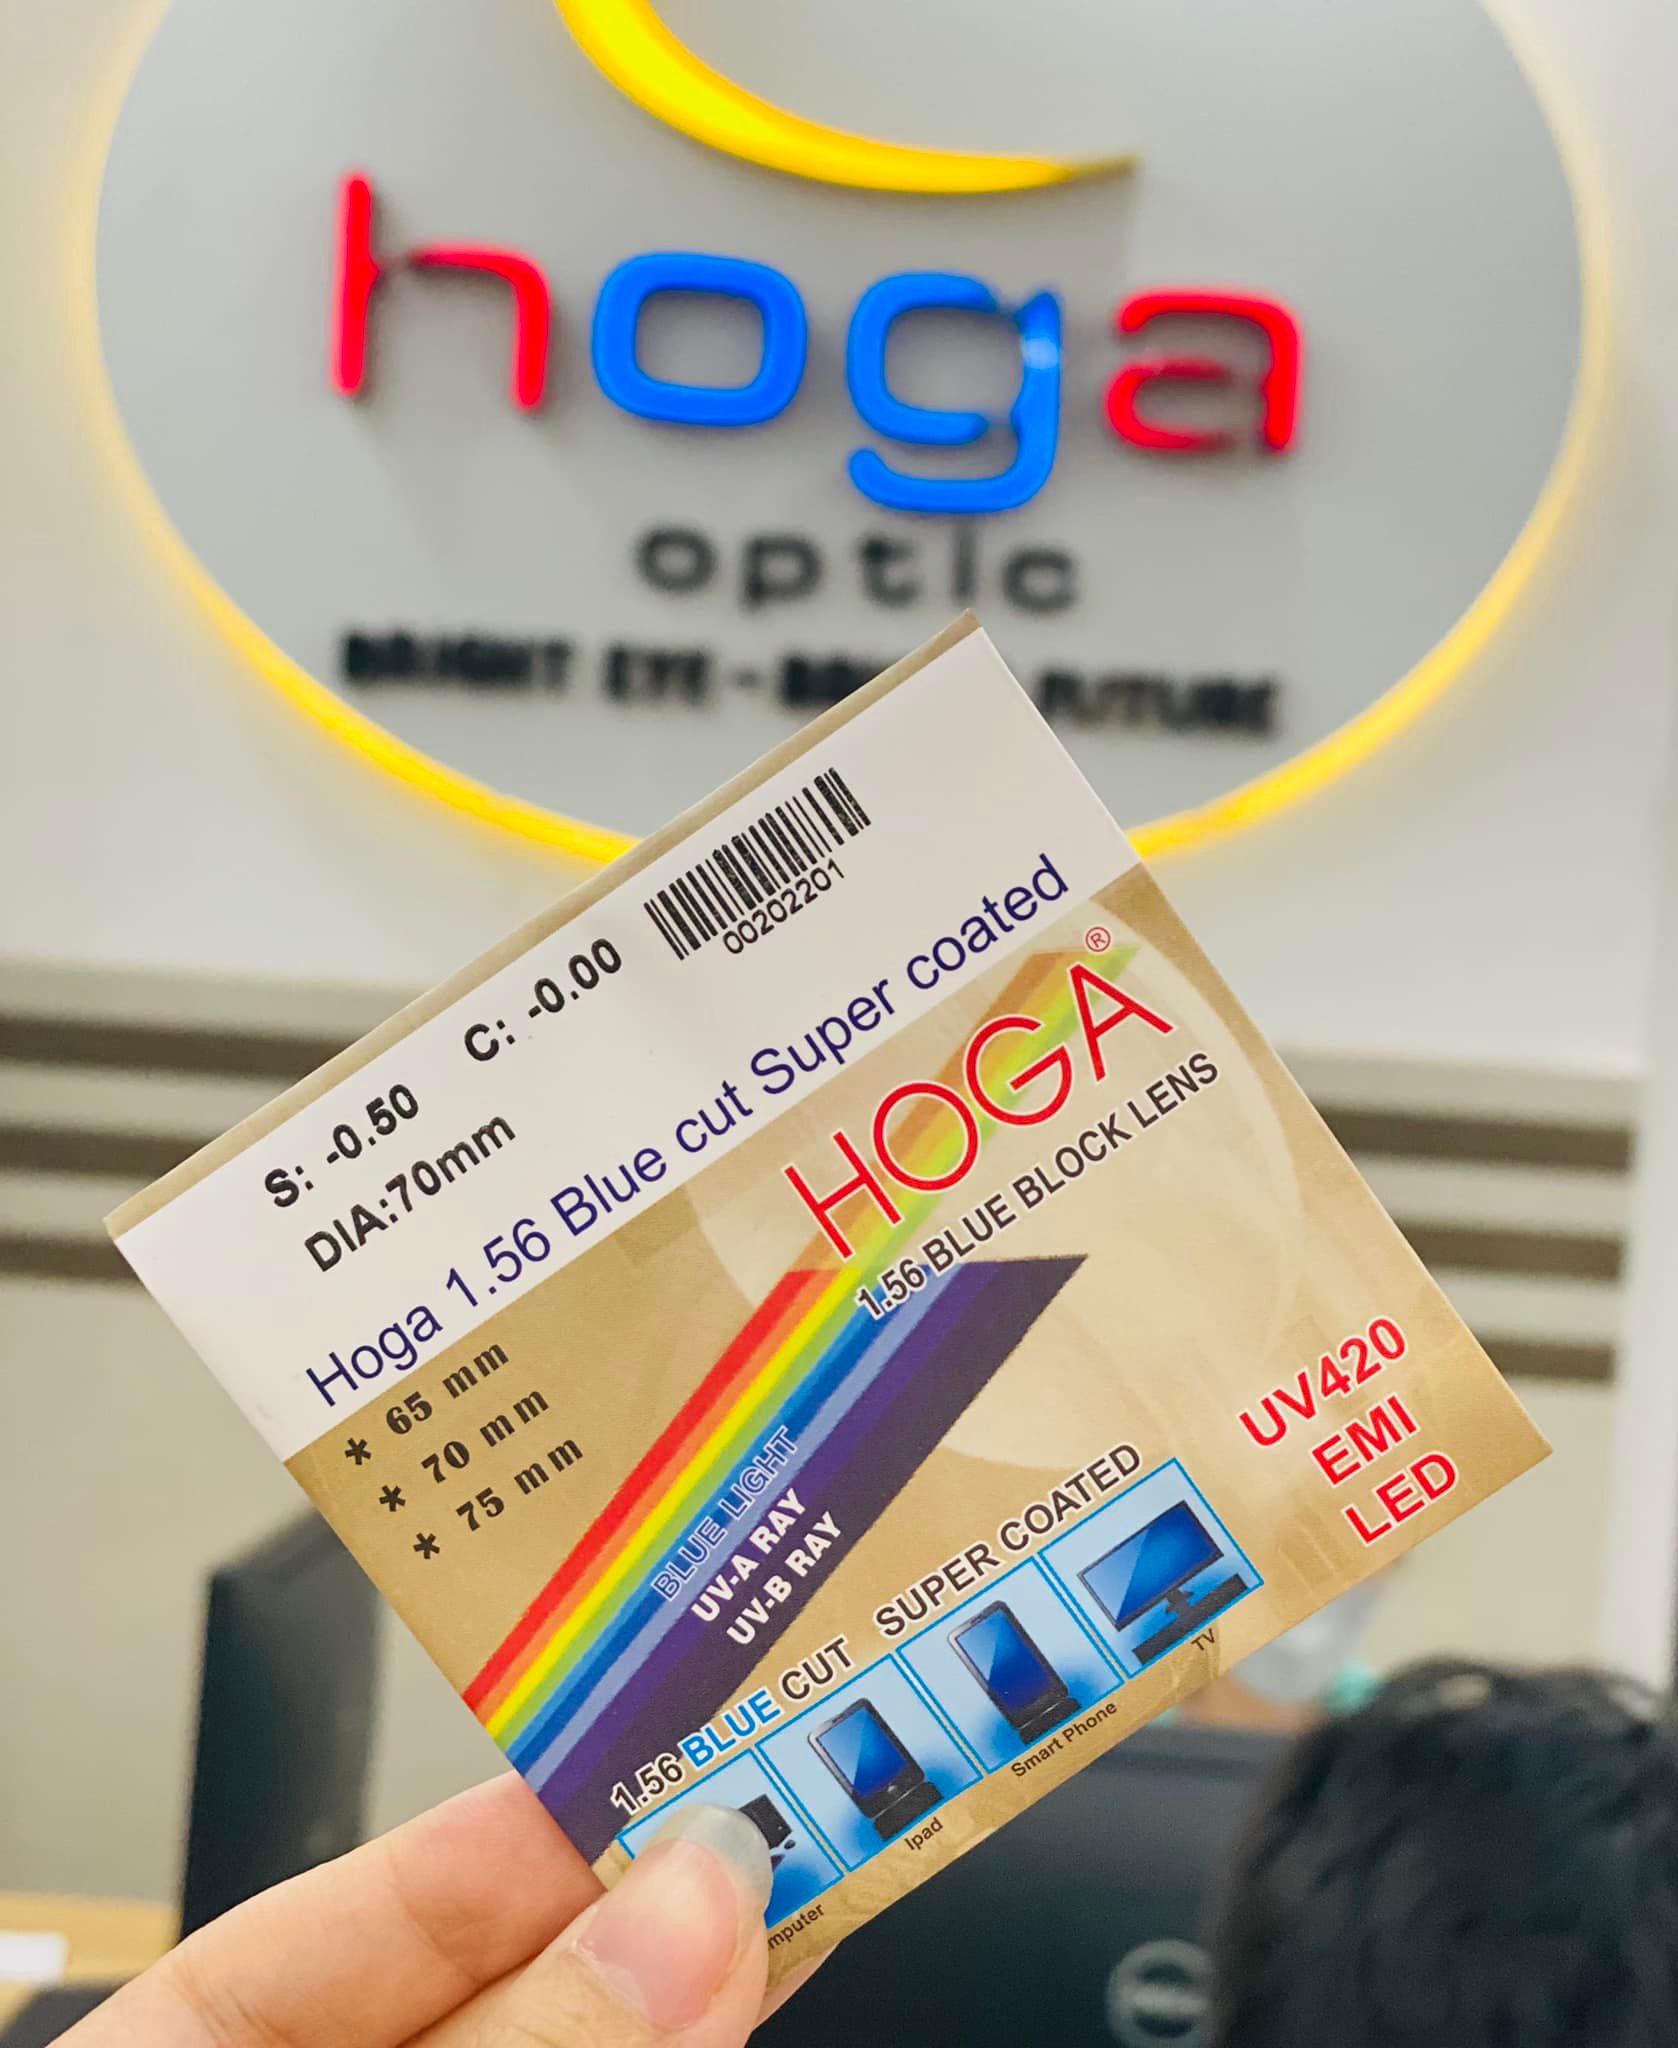 hoga
optic
BRIGHT EYE - FUTURE
00202201
S: -0.50 C: -0.00
DIA:70mm
Hoga 1.56 Blue cut Super coated
HOGA®
1.56 BLUE BLOCK LENS
* 65 mm
* 70 mm
* 75 mm
BLUE LIGHT
UV-A RAY
UV-B RAY
UV420
EMI
LED
1.56 BLUE CUT SUPER COATED
Ipad
Smart Phone
TV